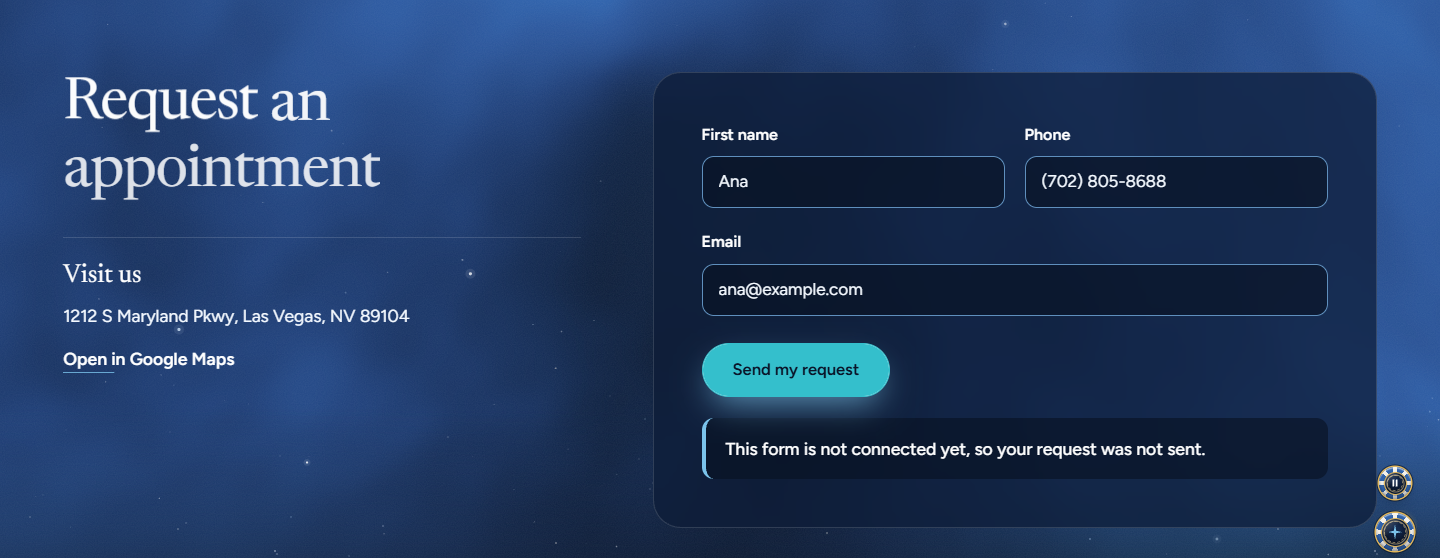 Request an
appointment
Visit us
1212 S Maryland Pkwy, Las Vegas, NV 89104
Open in Google Maps
First name
Phone
Ana
(702) 805-8688
Email
ana@example.com
Send my request
This form is not connected yet, so your request was not sent.